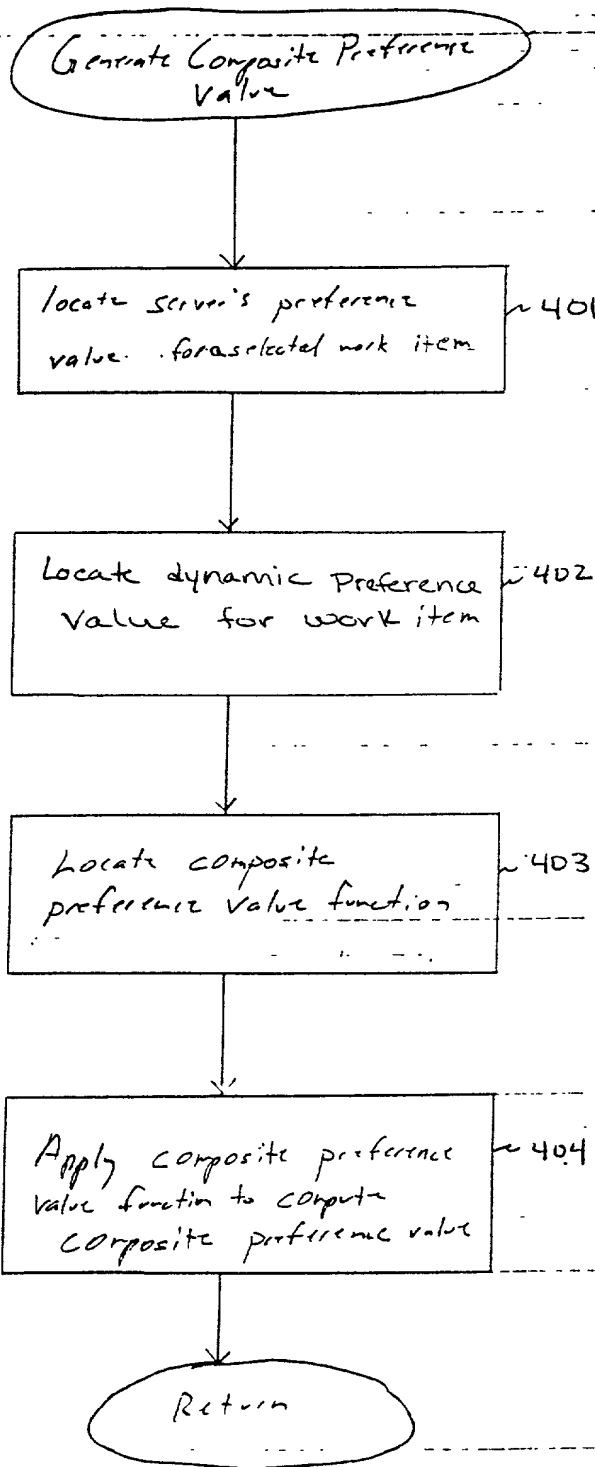 Generate Composite Preference
Value
locate server's preference
value for a selected work item
~ 401
Locate dynamic Preference
Value for work item
~ 402
Locate composite
preference value function
~ 403
Apply composite preference
value function to compute
composite preference value
~ 404
Return